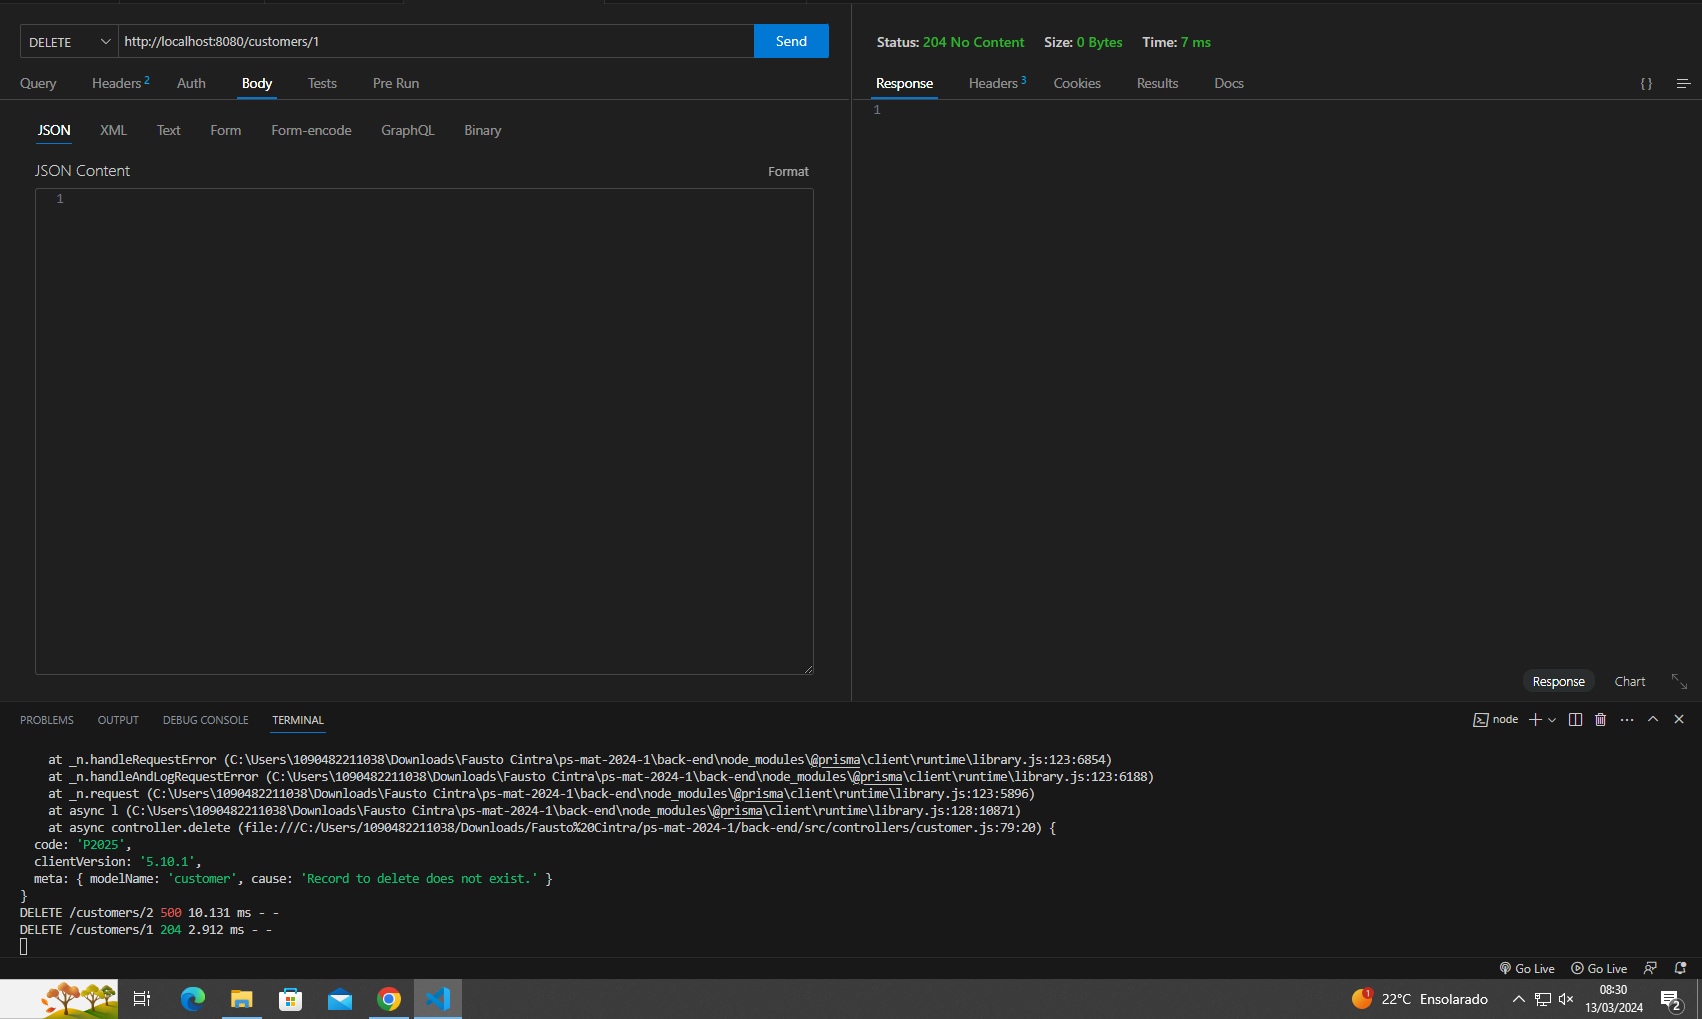 DELETE
http://localhost:8080/customers/1
Send
Query
Headers 2
Auth
Body
Tests
Pre Run
JSON
XML
Text
Form
Form-encode
GraphQL
Binary
JSON Content
Format
1
Status: 204 No Content
Size: 0 Bytes
Time: 7 ms
Response
Headers 3
Cookies
Results
Docs
{ }
1
Response
Chart
PROBLEMS
OUTPUT
DEBUG CONSOLE
TERMINAL
node
at _n.handleRequestError (C:\Users\1090482211038\Downloads\Fausto Cintra\ps-mat-2024-1\back-end\node_modules\@prisma\client\runtime\library.js:123:6854)
at _n.handleAndLogRequestError (C:\Users\1090482211038\Downloads\Fausto Cintra\ps-mat-2024-1\back-end\node_modules\@prisma\client\runtime\library.js:123:6188)
at _n.request (C:\Users\1090482211038\Downloads\Fausto Cintra\ps-mat-2024-1\back-end\node_modules\@prisma\client\runtime\library.js:123:5896)
at async l (C:\Users\1090482211038\Downloads\Fausto Cintra\ps-mat-2024-1\back-end\node_modules\@prisma\client\runtime\library.js:128:10871)
at async controller.delete (file:///C:/Users/1090482211038/Downloads/Fausto%20Cintra/ps-mat-2024-1/back-end/src/controllers/customer.js:79:20) {
code: 'P2025',
clientVersion: '5.10.1',
meta: { modelName: 'customer', cause: 'Record to delete does not exist.' }
}
DELETE /customers/2 500 10.131 ms - -
DELETE /customers/1 204 2.912 ms - -
Go Live
Go Live
1
22°C Ensolarado
08:30
13/03/2024
2